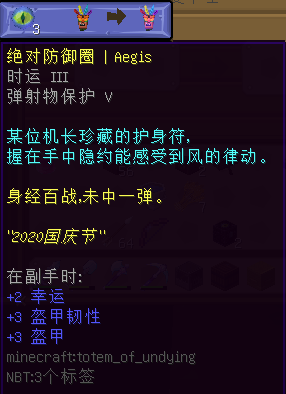 3
绝对防御圈 | Aegis
时运 III
弹射物保护 V
某位机长珍藏的护身符,
握在手中隐约能感受到风的律动。
身经百战,未中一弹。
"2020国庆节"
在副手时:
+2 幸运
+3 盔甲韧性
+3 盔甲
minecraft:totem_of_undying
NBT:3个标签